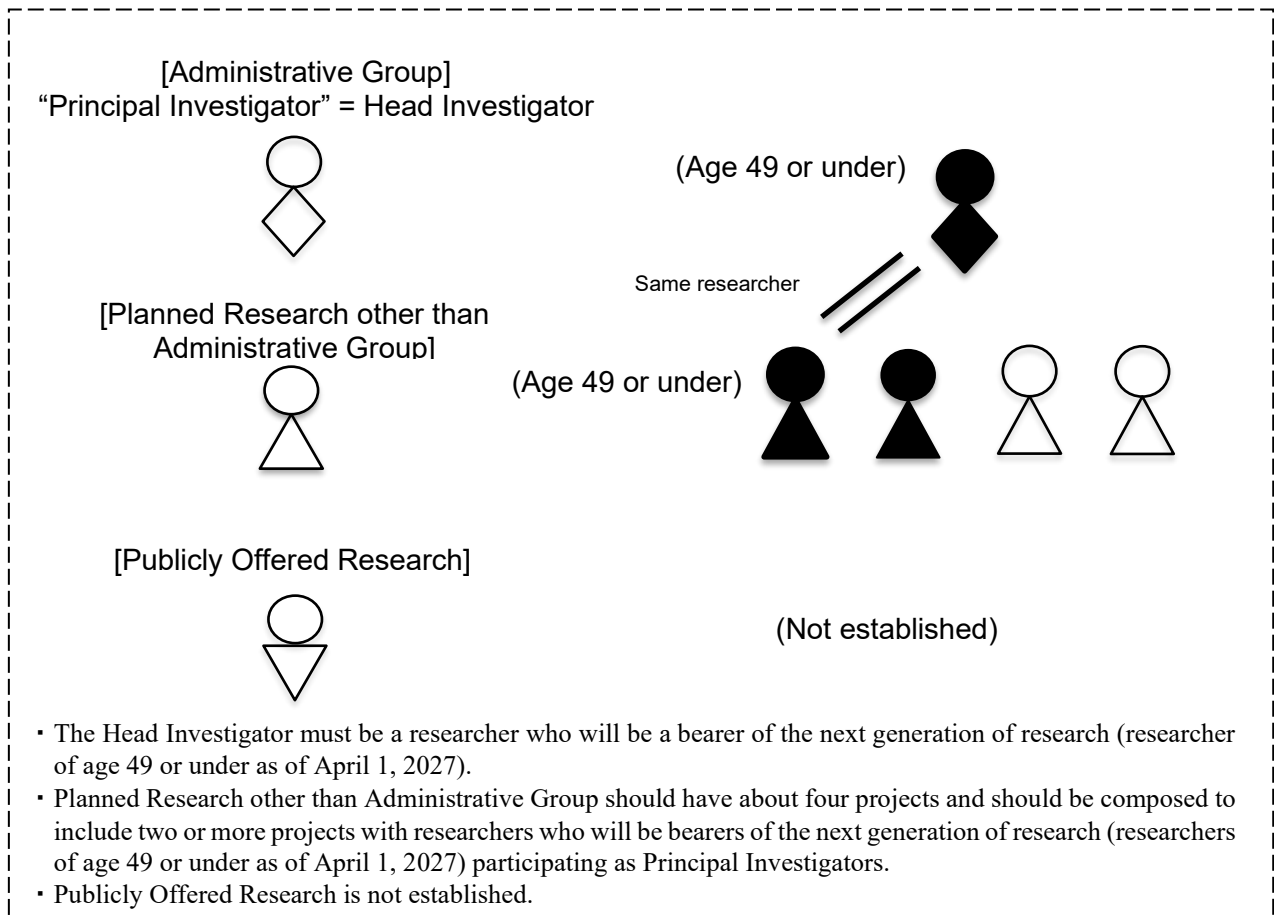 [Administrative Group]
“Principal Investigator” = Head Investigator
(Age 49 or under)
Same researcher
[Planned Research other than
Administrative Group]
(Age 49 or under)
[Publicly Offered Research]
(Not established)
・The Head Investigator must be a researcher who will be a bearer of the next generation of research (researcher
of age 49 or under as of April 1, 2027).
・Planned Research other than Administrative Group should have about four projects and should be composed to
include two or more projects with researchers who will be bearers of the next generation of research (researchers
of age 49 or under as of April 1, 2027) participating as Principal Investigators.
・Publicly Offered Research is not established.